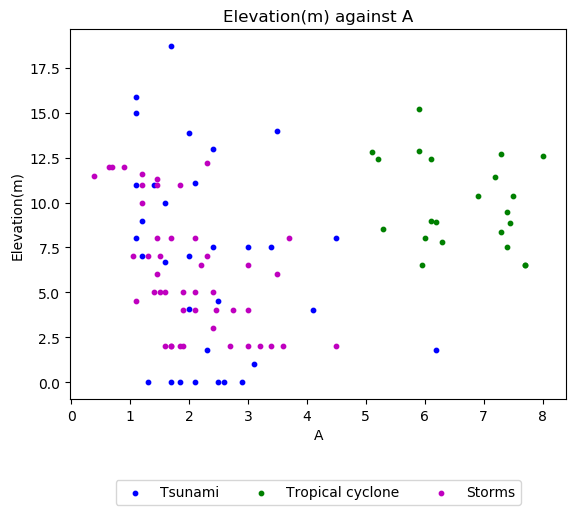 Elevation(m) against A
17.5
15.0
12.5
10.0
7.5
5.0
2.5
0.0
Elevation(m)
0 1 2 3 4 5 6 7 8
A
Tsunami Tropical cyclone Storms